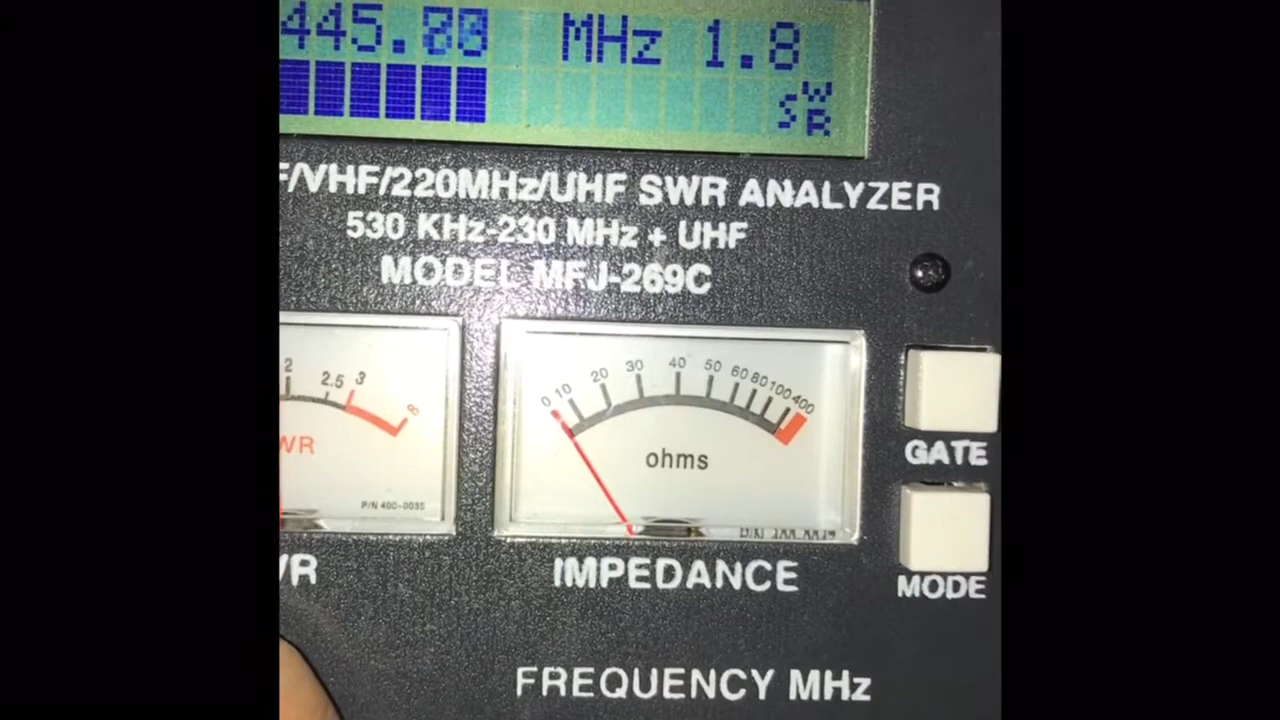 445.00 MHz 1.8
SWR
F/VHF/220MHz/UHF SWR ANALYZER
530 KHz-230 MHz + UHF
MODEL MFJ-269C
2 2.5 3 8
WR
P/N 400-0035
0 10 20 30 40 50 60 80 100 400
ohms
GATE
MODE
VR
IMPEDANCE
FREQUENCY MHz